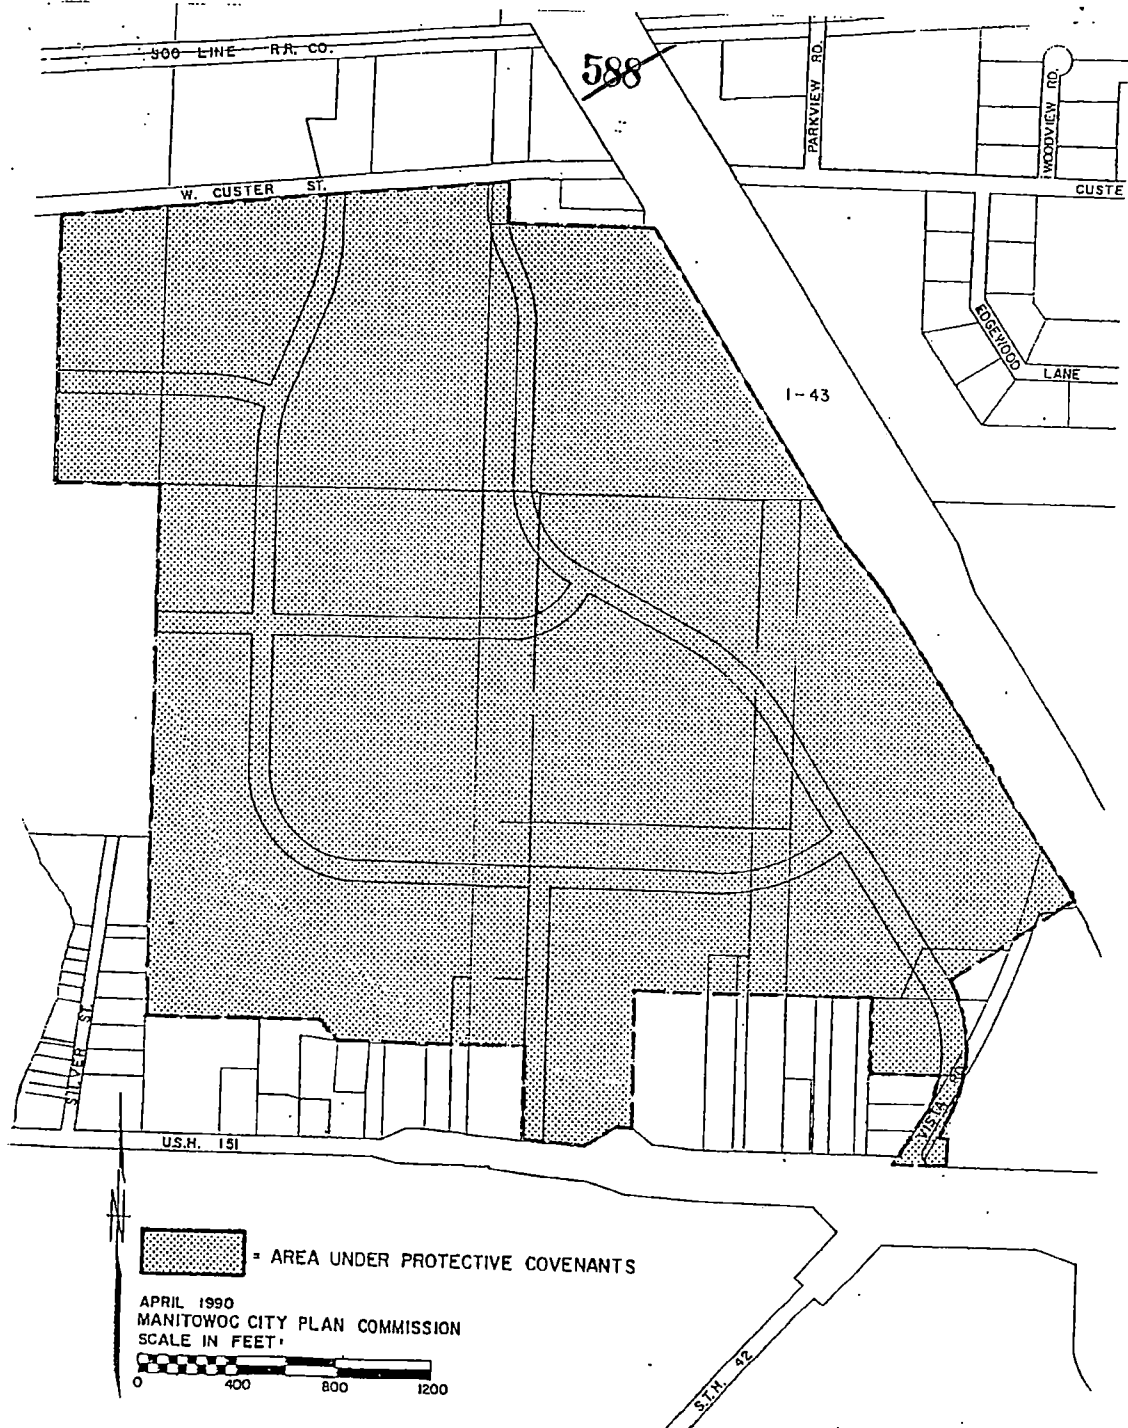 SOO LINE R.R. CO.
588
PARKVIEW RD.
WOODVIEW RD.
W. CUSTER ST.
CUSTE
EDGEWOOD
LANE
I-43
SILVER ST.
VISTA RD.
U.S.H. 151
N
= AREA UNDER PROTECTIVE COVENANTS
APRIL 1990
MANITOWOC CITY PLAN COMMISSION
SCALE IN FEET
0 400 800 1200
S.T.H. 42